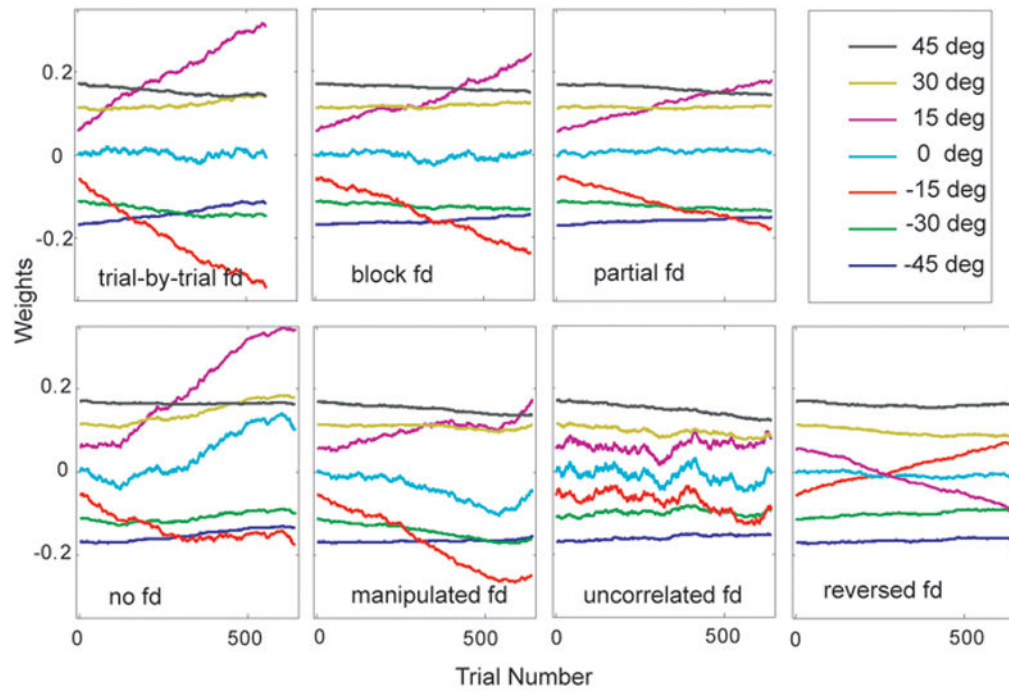 0.2
0
-0.2
trial-by-trial fd
block fd
partial fd
45 deg
30 deg
15 deg
0 deg
-15 deg
-30 deg
-45 deg
Weights
0.2
0
-0.2
no fd
manipulated fd
uncorrelated fd
reversed fd
0 500
0 500
0 500
0 500
Trial Number